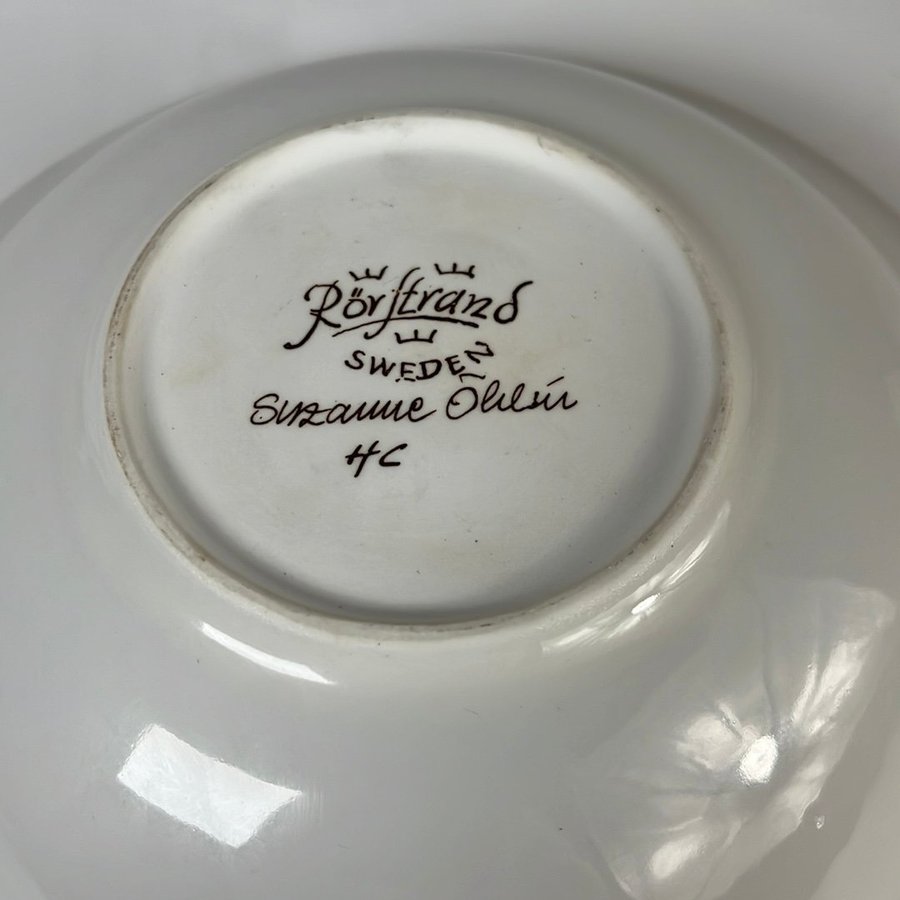 Rörstrand
SWEDEN
Suzanne Öhlén
HC